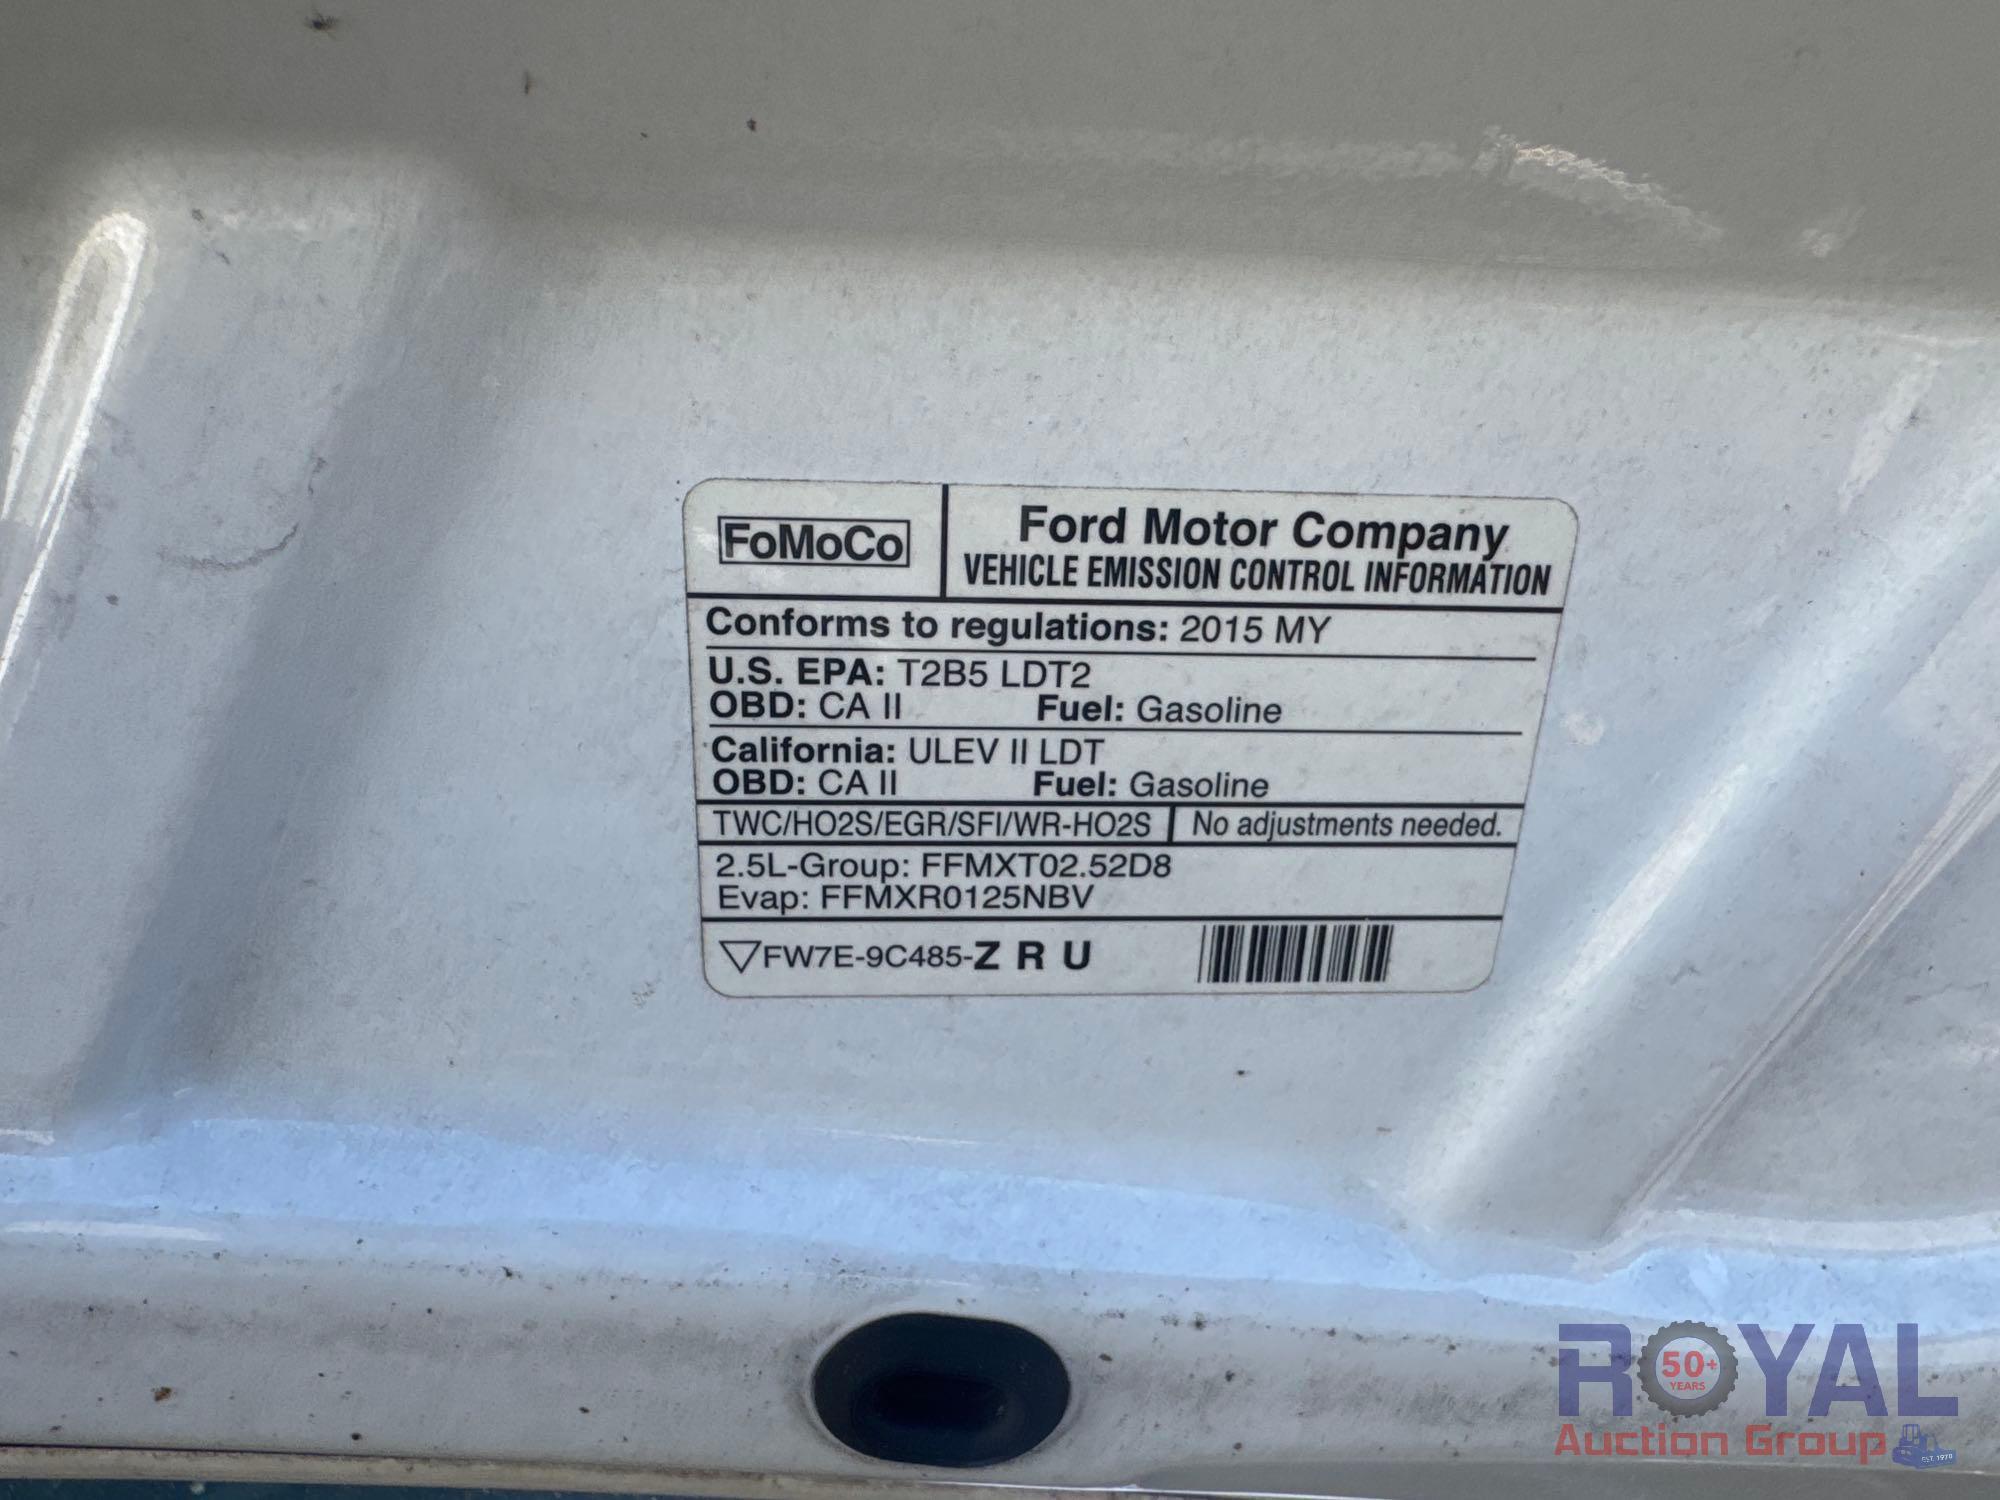 FoMoCo
Ford Motor Company
VEHICLE EMISSION CONTROL INFORMATION
Conforms to regulations: 2015 MY
U.S. EPA: T2B5 LDT2
OBD: CA II Fuel: Gasoline
California: ULEV II LDT
OBD: CA II Fuel: Gasoline
TWC/HO2S/EGR/SFI/WR-HO2S No adjustments needed.
2.5L-Group: FFMXT02.52D8
Evap: FFMXR0125NBV
FW7E-9C485-Z R U
ROYAL
50+
YEARS
Auction Group
EST. 1970